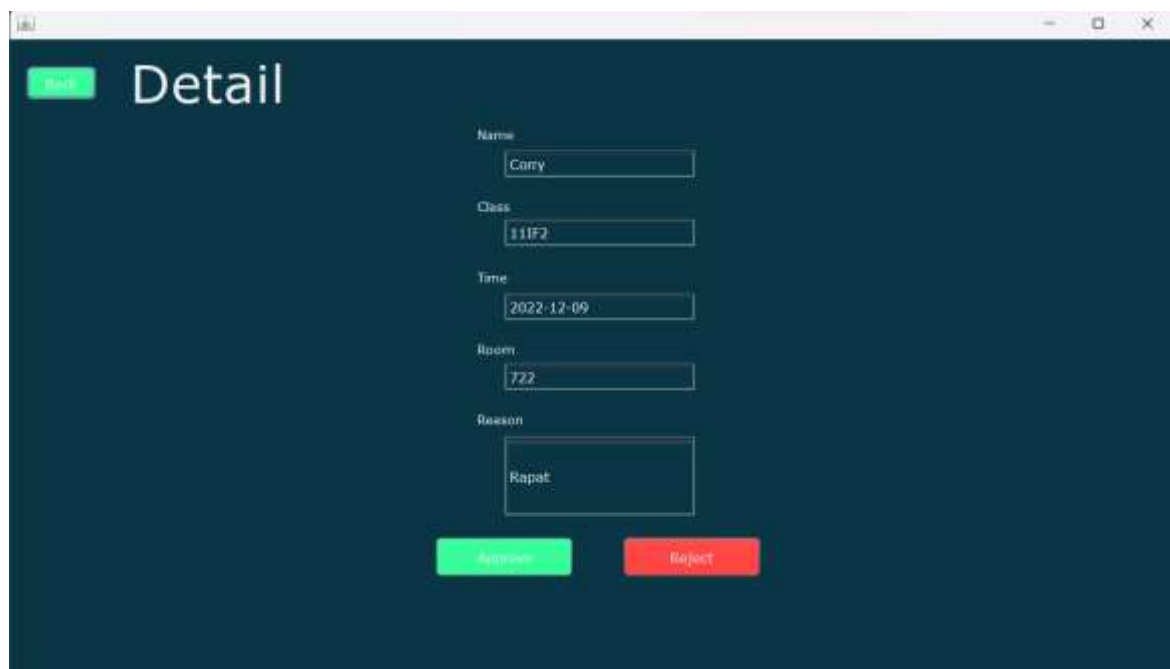 Back
Detail
Name
Corry
Class
11IF2
Time
2022-12-09
Room
722
Reason
Rapat
Approve
Reject